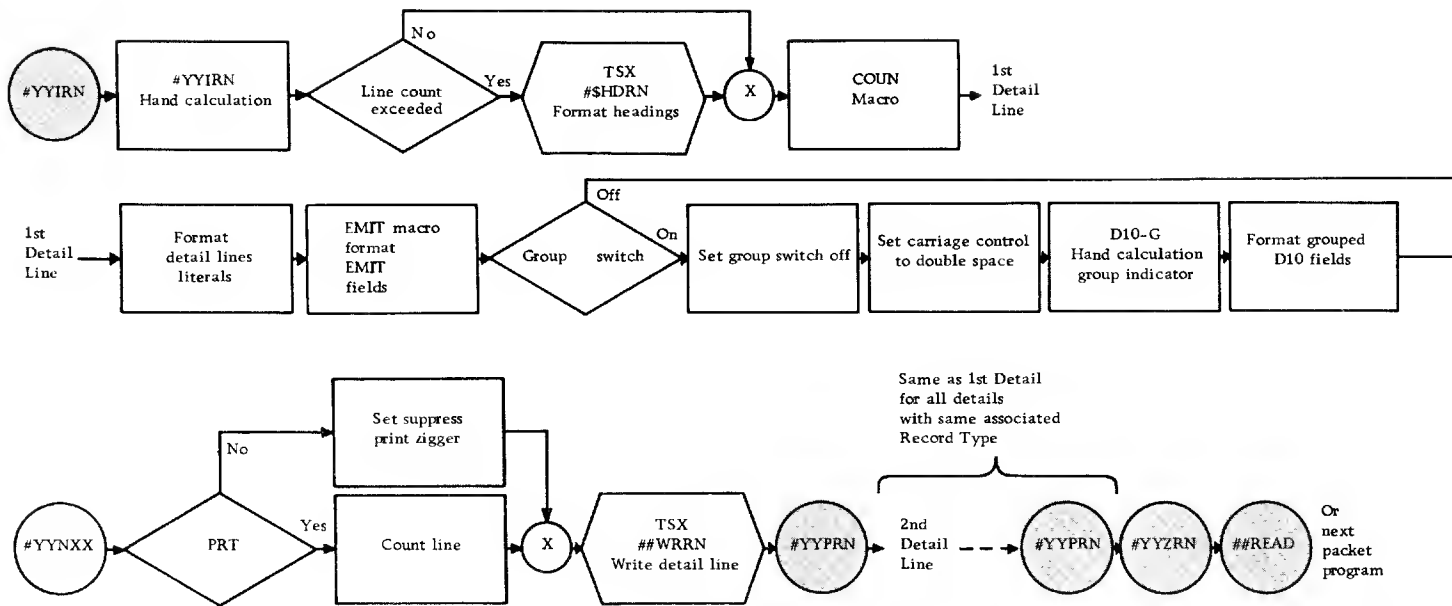 #YYIRN
#YYIRN
Hand calculation
Line count
exceeded
No
Yes
TSX
#$HDRN
Format headings
X
COUN
Macro
1st
Detail
Line
1st
Detail
Line
Format
detail lines
literals
EMIT macro
format
EMIT
fields
Group switch
Off
On
Set group switch off
Set carriage control
to double space
D10-G
Hand calculation
group indicator
Format grouped
D10 fields
#YYNXX
PRT
No
Yes
Set suppress
print zigger
Count line
X
TSX
##WRRN
Write detail line
#YYPRN
Same as 1st Detail
for all details
with same associated
Record Type
2nd
Detail
Line
#YYPRN
#YYZRN
##READ
Or
next
packet
program